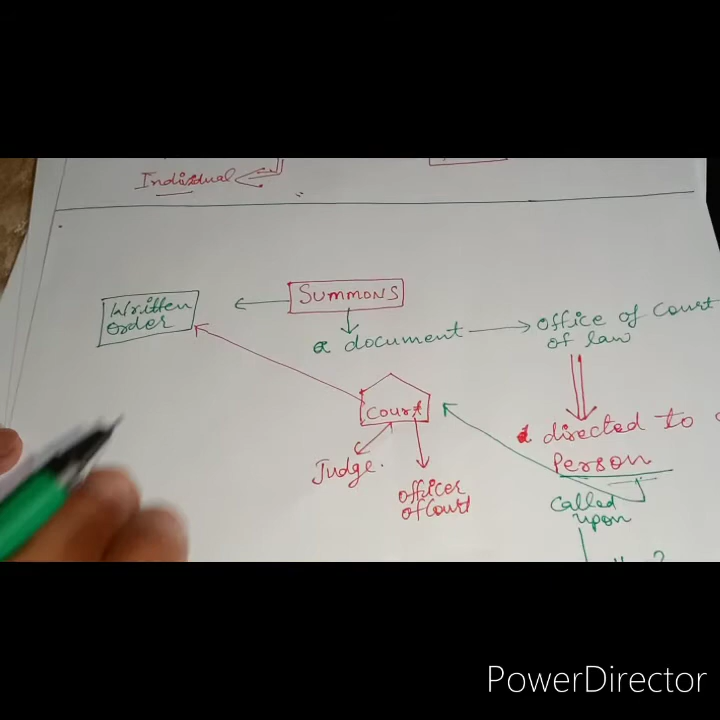 Individual
SUMMONS
Written
order
a document
office of court
of law
Court
directed to
Person
Judge.
officer
of court
called
upon
PowerDirector